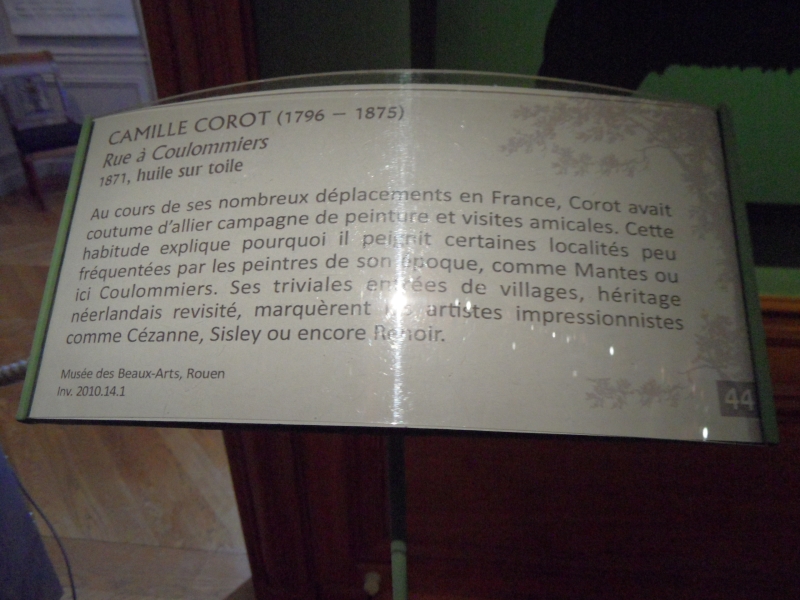 CAMILLE COROT (1796 – 1875)
Rue à Coulommiers
1871, huile sur toile
Au cours de ses nombreux déplacements en France, Corot avait
coutume d'allier campagne de peinture et visites amicales. Cette
habitude explique pourquoi il peignit certaines localités peu
fréquentées par les peintres de son époque, comme Mantes ou
ici Coulommiers. Ses triviales entrées de villages, héritage
néerlandais revisité, marquèrent les artistes impressionnistes
comme Cézanne, Sisley ou encore Renoir.
Musée des Beaux-Arts, Rouen
Inv. 2010.14.1
44